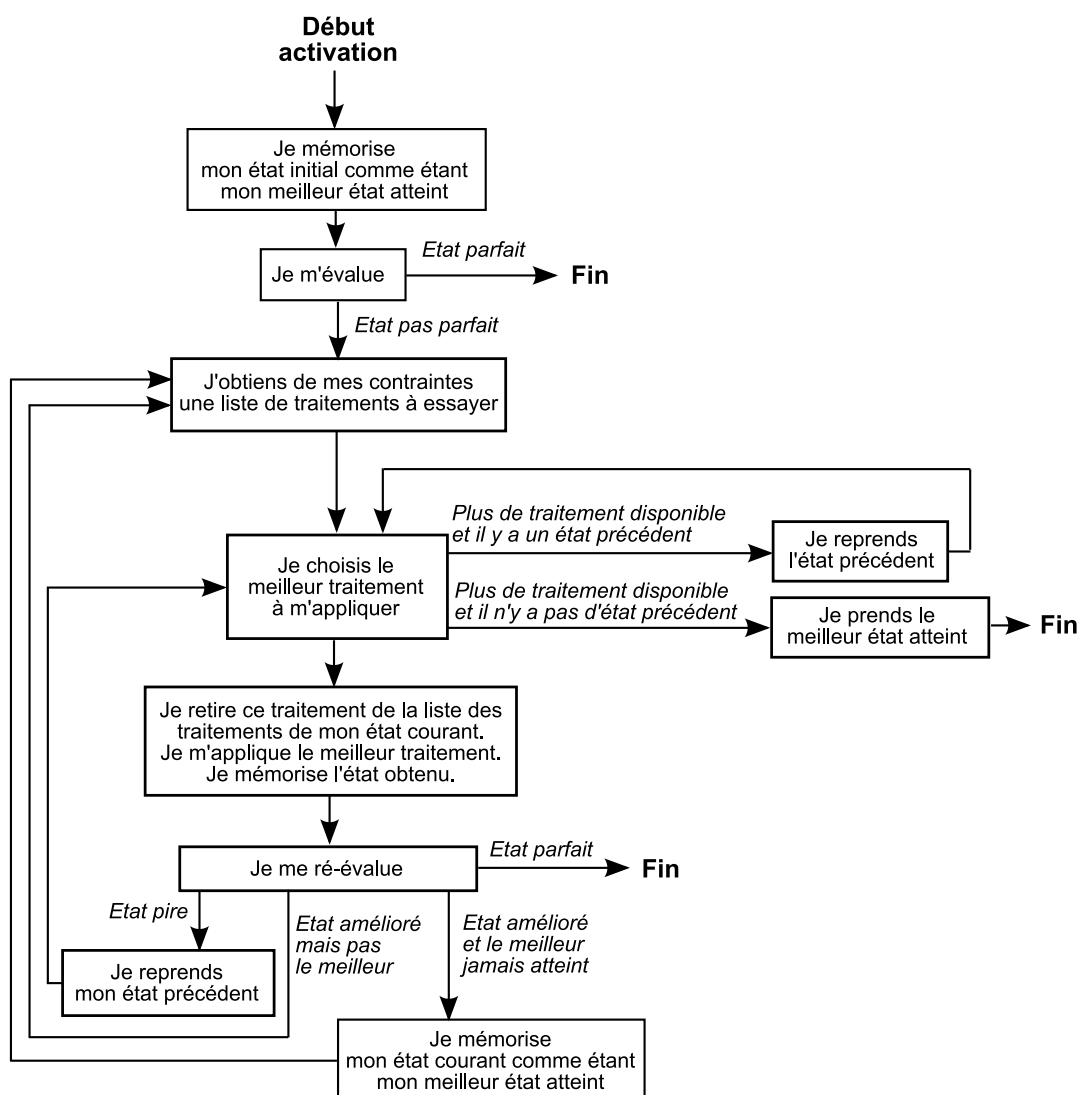 Début
activation
Je mémorise
mon état initial comme étant
mon meilleur état atteint
Je m'évalue
Etat parfait
Fin
Etat pas parfait
J'obtiens de mes contraintes
une liste de traitements à essayer
Plus de traitement disponible
et il y a un état précédent
Je reprends
l'état précédent
Je choisis le
meilleur traitement
à m'appliquer
Plus de traitement disponible
et il n'y a pas d'état précédent
Je prends le
meilleur état atteint
Fin
Je retire ce traitement de la liste des
traitements de mon état courant.
Je m'applique le meilleur traitement.
Je mémorise l'état obtenu.
Je me ré-évalue
Etat parfait
Fin
Etat pire
Etat amélioré
mais pas
le meilleur
Etat amélioré
et le meilleur
jamais atteint
Je reprends
mon état précédent
Je mémorise
mon état courant comme étant
mon meilleur état atteint